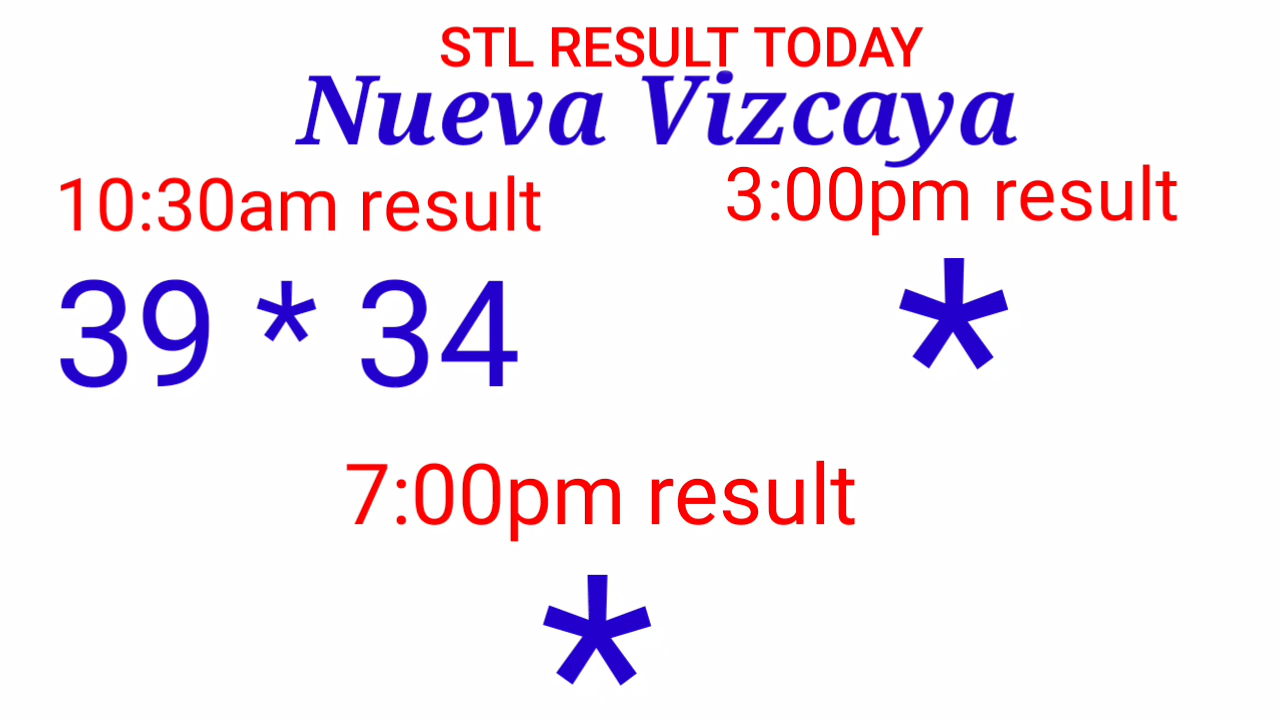 STL RESULT TODAY
Nueva Vizcaya
10:30am result
39 * 34
3:00pm result
*
7:00pm result
*